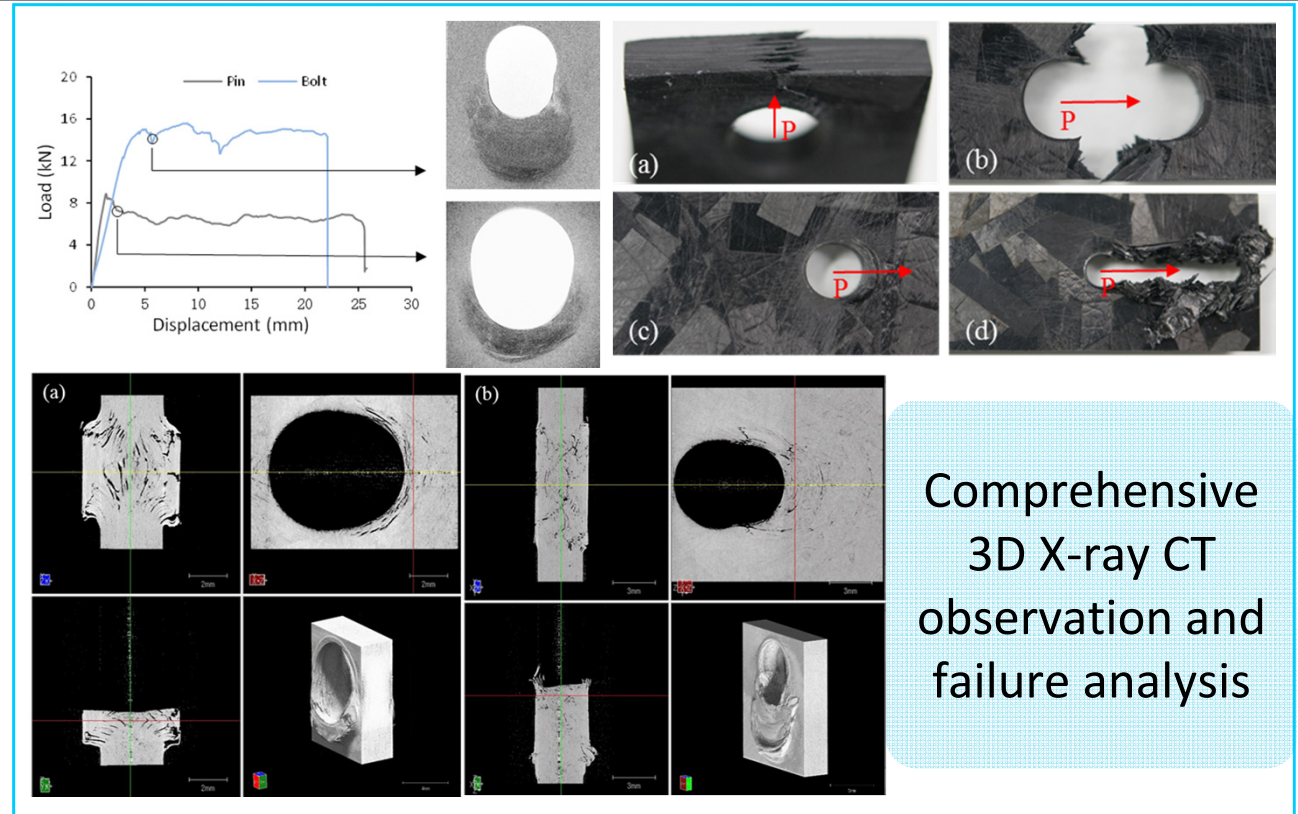 20
16
12
8
4
0
Load (kN)
Pin
Bolt
0 5 10 15 20 25 30
Displacement (mm)
(a)
P
(b)
P
(c)
P
(d)
P
(a)
2mm
2mm
2mm
(b)
3mm
3mm
3mm
Comprehensive
3D X-ray CT
observation and
failure analysis